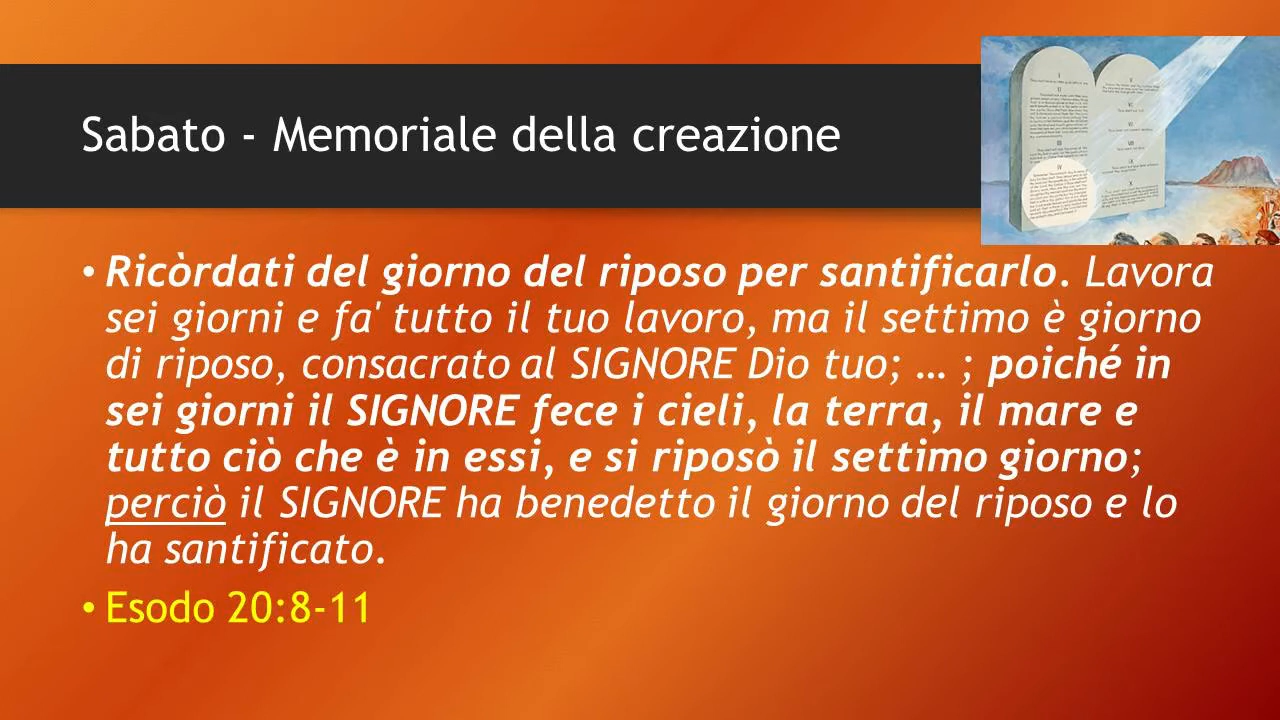 Sabato - Memoriale della creazione
• Ricòrdati del giorno del riposo per santificarlo. Lavora
sei giorni e fa' tutto il tuo lavoro, ma il settimo è giorno
di riposo, consacrato al SIGNORE Dio tuo; … ; poiché in
sei giorni il SIGNORE fece i cieli, la terra, il mare e
tutto ciò che è in essi, e si riposò il settimo giorno;
perciò il SIGNORE ha benedetto il giorno del riposo e lo
ha santificato.
• Esodo 20:8-11